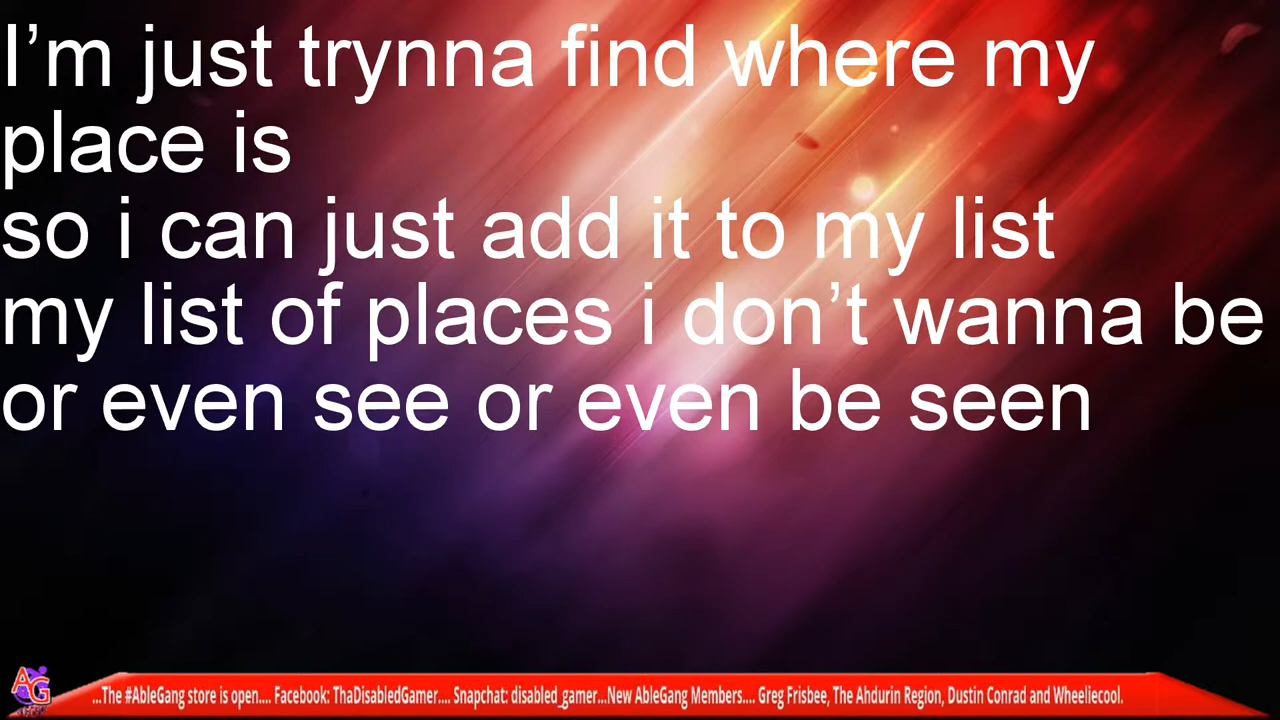 I’m just trynna find where my
place is
so i can just add it to my list
my list of places i don’t wanna be
or even see or even be seen
AG
...The #AbleGang store is open.... Facebook: ThaDisabledGamer.... Snapchat: disabled_gamer...New AbleGang Members.... Greg Frisbee, The Ahdurin Region, Dustin Conrad and Wheeliecool.